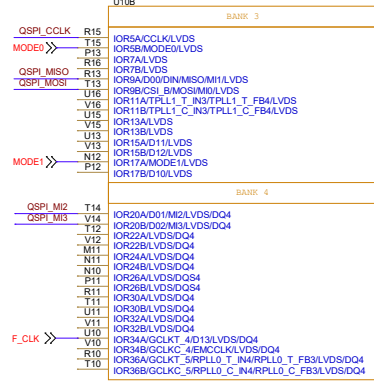 U10B
BANK 3
QSPI_CCLK R15 IOR5A/CCLK/LVDS
MODE0 T15 IOR5B/MODE0/LVDS
P13 IOR7A/LVDS
R16 IOR7B/LVDS
QSPI_MISO R13 IOR9A/D00/DIN/MISO/MI1/LVDS
QSPI_MOSI T13 IOR9B/CSI_B/MOSI/MI0/LVDS
U16 IOR11A/TPLL1_T_IN3/TPLL1_T_FB4/LVDS
V16 IOR11B/TPLL1_C_IN3/TPLL1_C_FB4/LVDS
U15 IOR13A/LVDS
V15 IOR13B/LVDS
U13 IOR15A/D11/LVDS
V13 IOR15B/D12/LVDS
MODE1 N12 IOR17A/MODE1/LVDS
P12 IOR17B/D10/LVDS
BANK 4
QSPI_MI2 T14 IOR20A/D01/MI2/LVDS/DQ4
QSPI_MI3 V14 IOR20B/D02/MI3/LVDS/DQ4
T12 IOR22A/LVDS/DQ4
V12 IOR22B/LVDS/DQ4
M11 IOR24A/LVDS/DQ4
N11 IOR24B/LVDS/DQ4
N10 IOR26A/LVDS/DQS4
P11 IOR26B/LVDS/DQS4
R11 IOR30A/LVDS/DQ4
T11 IOR30B/LVDS/DQ4
U11 IOR32A/LVDS/DQ4
V11 IOR32B/LVDS/DQ4
F_CLK U10 IOR34A/GCLKT_4/D13/LVDS/DQ4
V10 IOR34B/GCLKC_4/EMCCLK/LVDS/DQ4
R10 IOR36A/GCLKT_5/RPLL0_T_IN4/RPLL0_T_FB3/LVDS/DQ4
T10 IOR36B/GCLKC_5/RPLL0_C_IN4/RPLL0_C_FB3/LVDS/DQ4